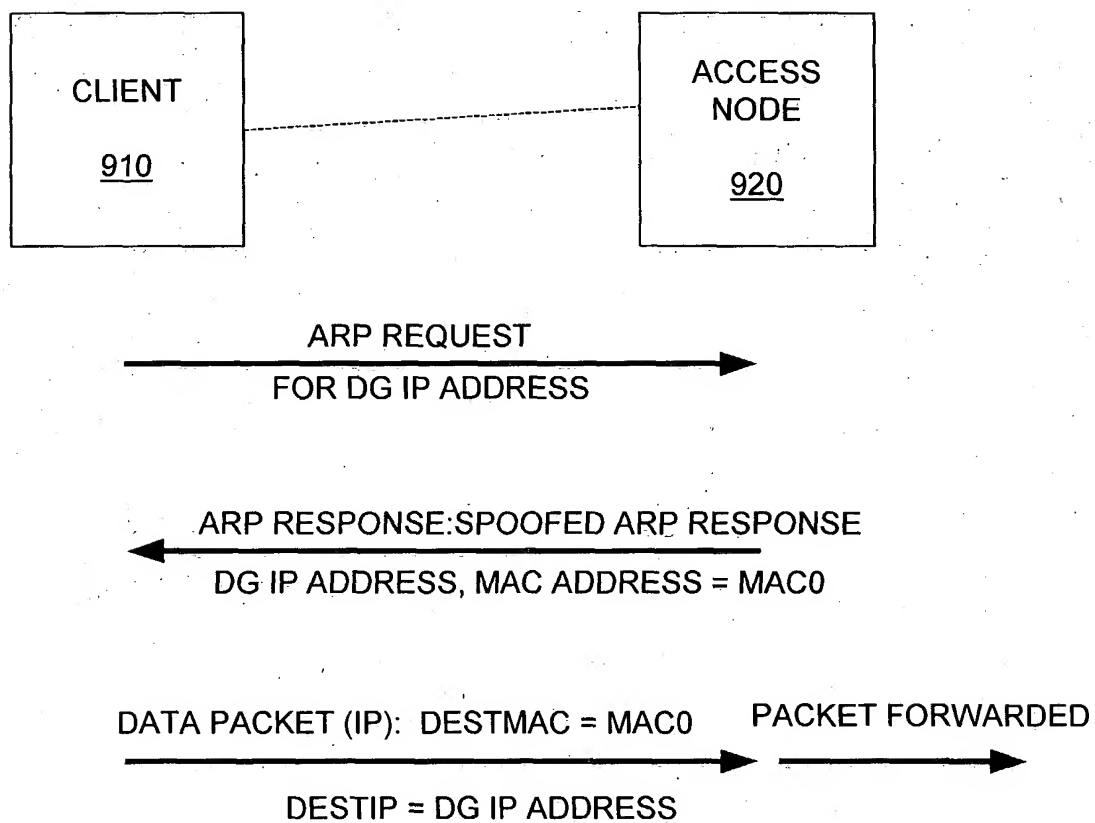 CLIENT
910
ACCESS
NODE
920
ARP REQUEST
FOR DG IP ADDRESS
ARP RESPONSE:SPOOFED ARP RESPONSE
DG IP ADDRESS, MAC ADDRESS = MAC0
DATA PACKET (IP): DESTMAC = MAC0
PACKET FORWARDED
DESTIP = DG IP ADDRESS